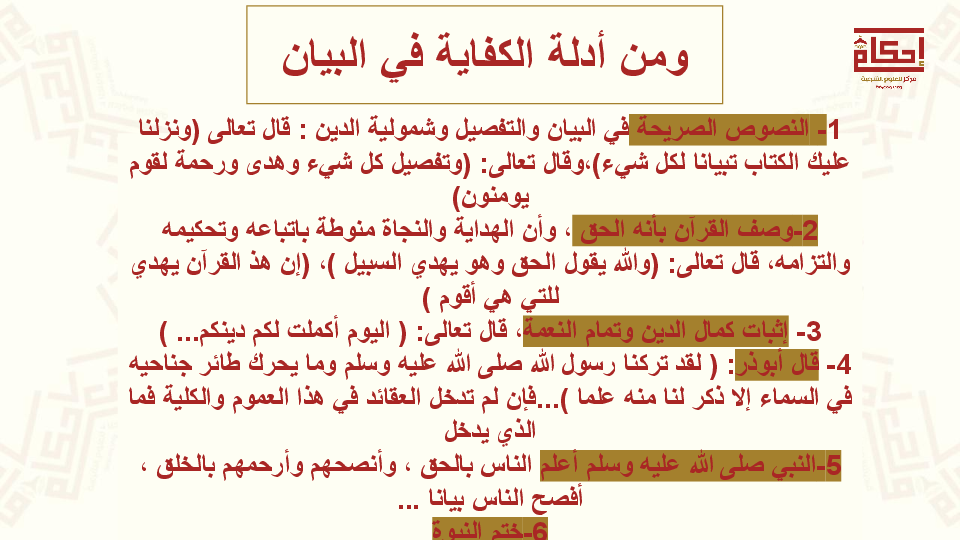 ومن أدلة الكفاية في البيان
إحكام
مركز للعلوم الشرعية
1- النصوص الصريحة في البيان والتفصيل وشمولية الدين : قال تعالى (ونزلنا
عليك الكتاب تبيانا لكل شيء)،وقال تعالى: (وتفصيل كل شيء وهدى ورحمة لقوم
يومنون)
2-وصف القرآن بأنه الحق ، وأن الهداية والنجاة منوطة باتباعه وتحكيمه
والتزامه، قال تعالى: (والله يقول الحق وهو يهدي السبيل )، (إن هذ القرآن يهدي
للتي هي أقوم )
3- إثبات كمال الدين وتمام النعمة، قال تعالى: ( اليوم أكملت لكم دينكم... )
4- قال أبوذر: ( لقد تركنا رسول الله صلى الله عليه وسلم وما يحرك طائر جناحيه
في السماء إلا ذكر لنا منه علما )...فإن لم تدخل العقائد في هذا العموم والكلية فما
الذي يدخل
5-النبي صلى الله عليه وسلم أعلم الناس بالحق ، وأنصحهم وأرحمهم بالخلق ،
أفصح الناس بيانا ...
6-ختم النبوة